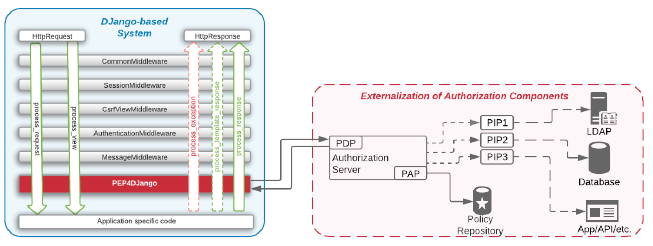 DJango-based
System
HttpRequest
HttpResponse
CommonMiddleware
SessionMiddleware
CsrfViewMiddleware
AuthenticationMiddleware
MessageMiddleware
PEP4DJango
Application specific code
process_request
process_view
process_exception
process_template_response
process_response
Externalization of Authorization Components
PDP
Authorization
Server
PAP
PIP1
PIP2
PIP3
LDAP
Database
App/API/etc.
Policy
Repository